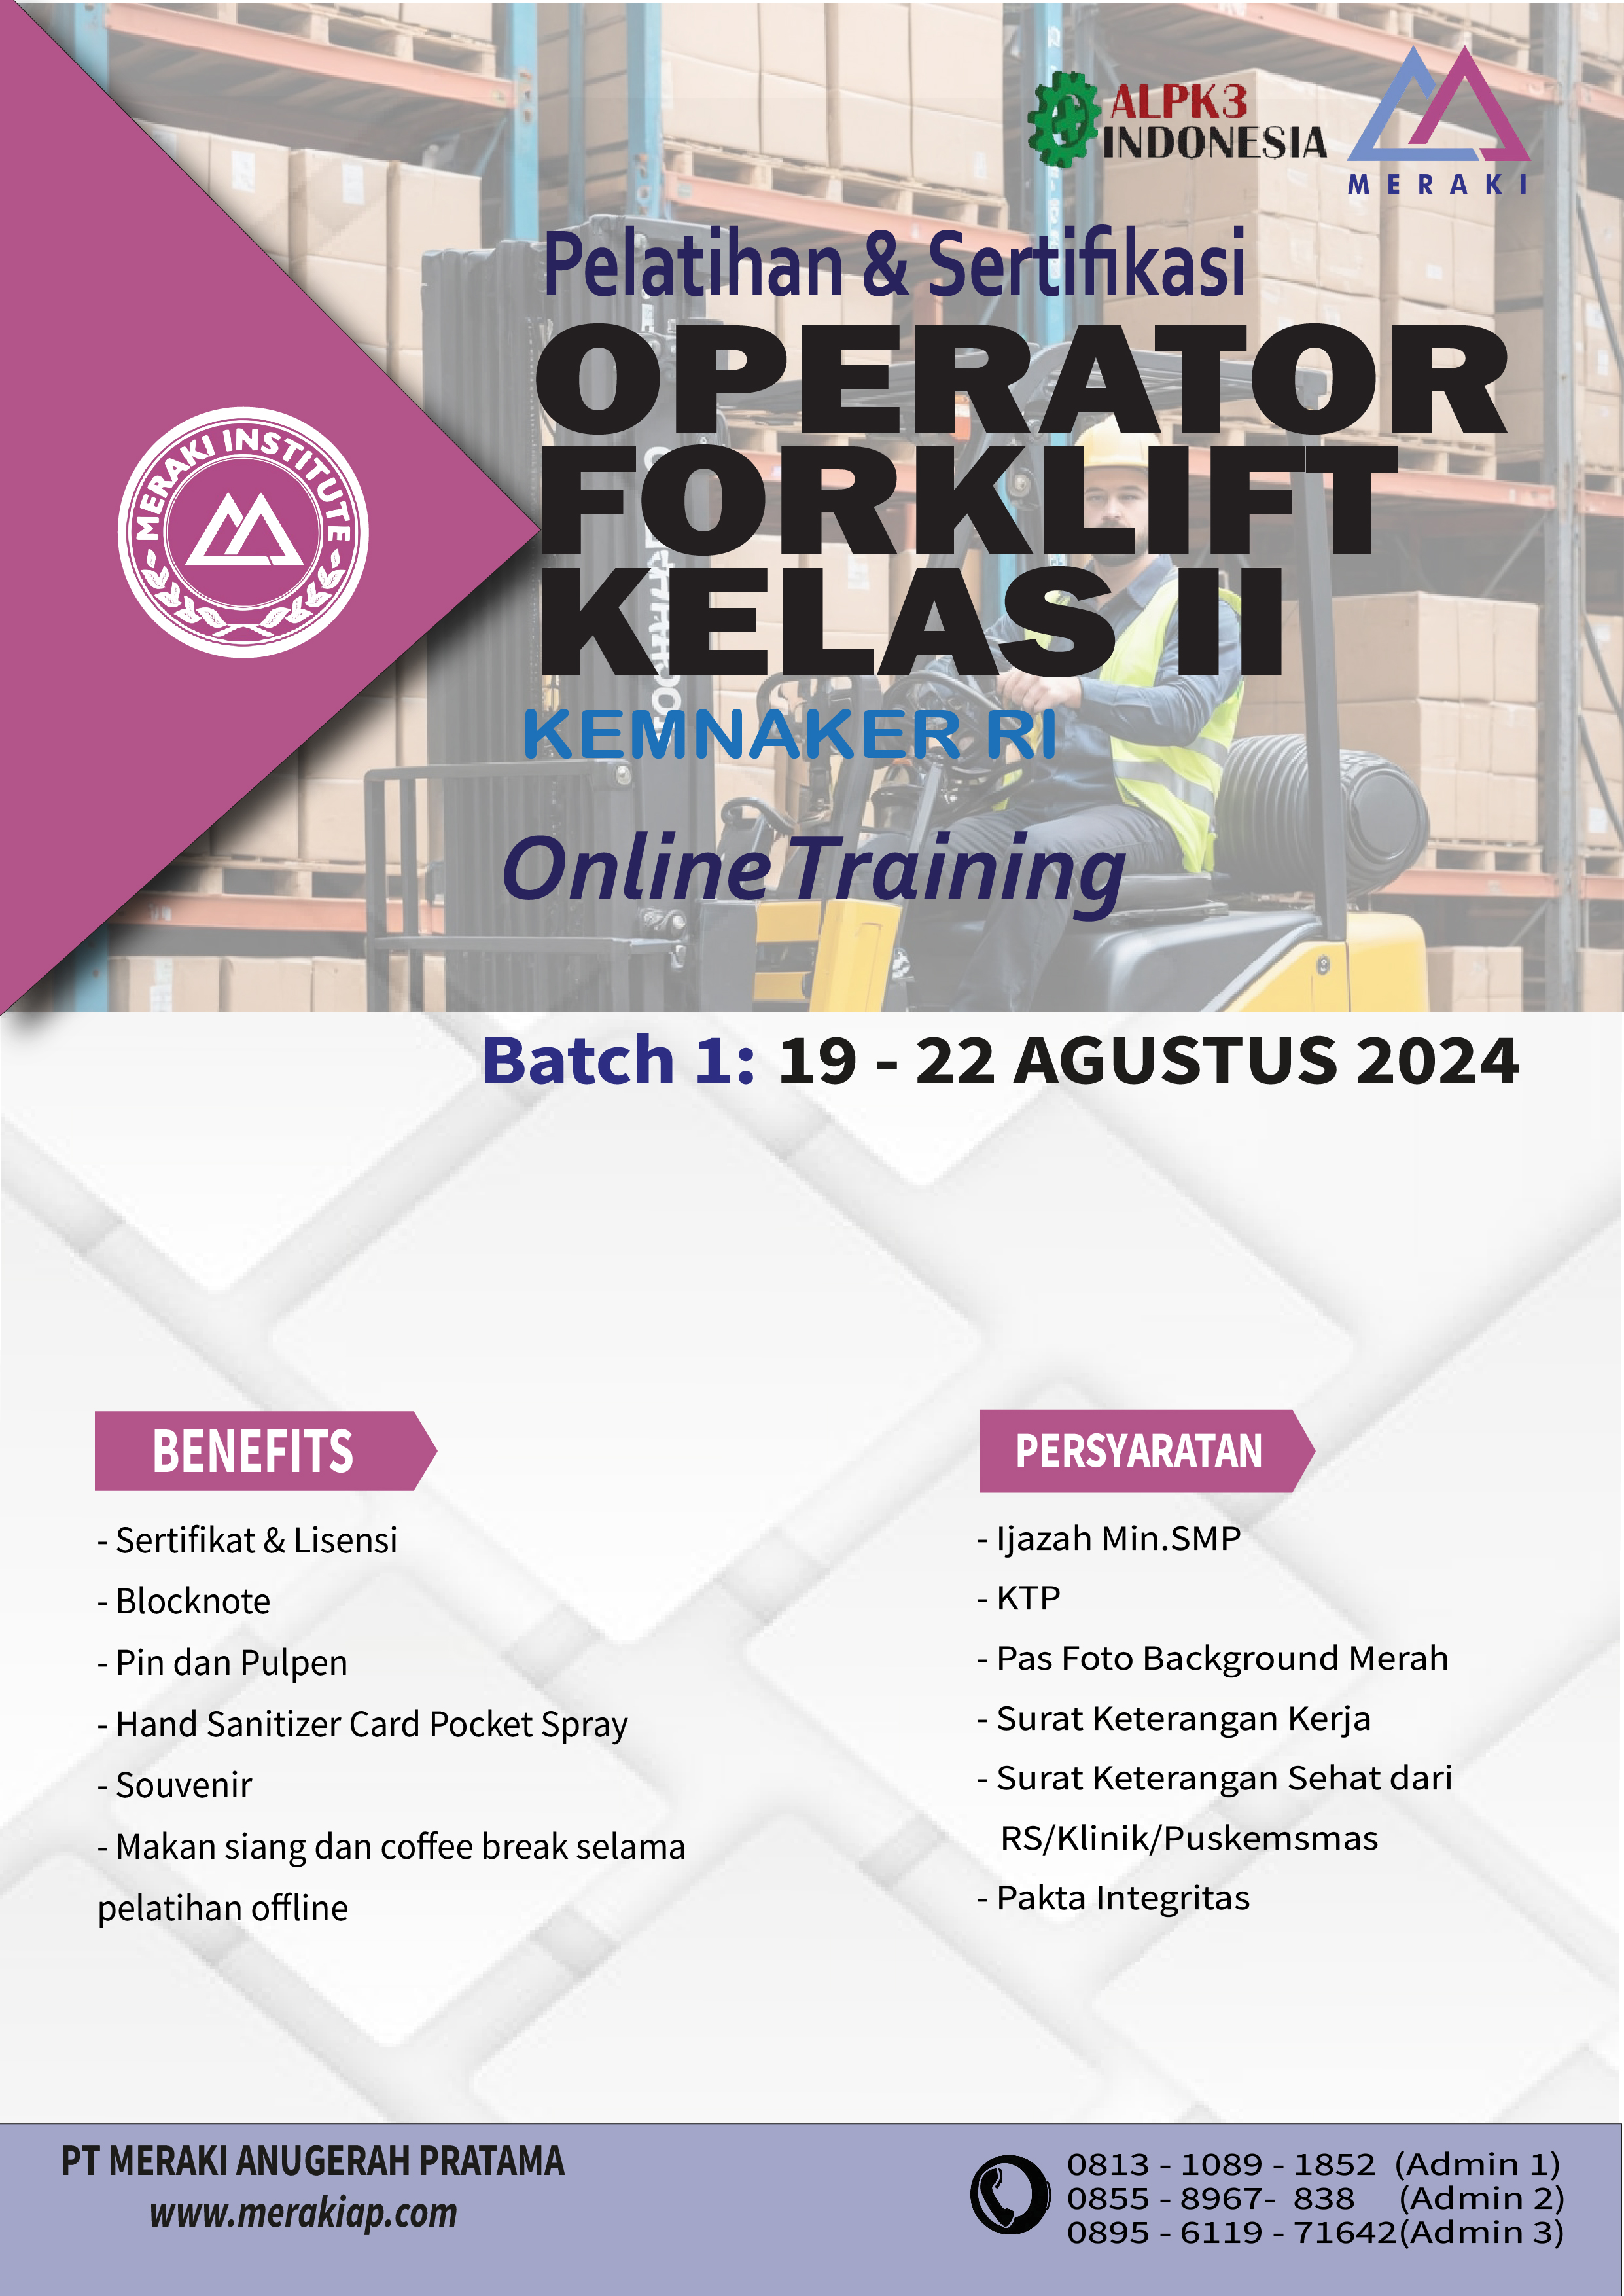 ALPK3
INDONESIA
MERAKI
Pelatihan & Sertifikasi
OPERATOR
FORKLIFT
KELAS II
MERAKI INSTITUTE
KEMNAKER RI
Online Training
Batch 1: 19 - 22 AGUSTUS 2024
BENEFITS
- Sertifikat & Lisensi
- Blocknote
- Pin dan Pulpen
- Hand Sanitizer Card Pocket Spray
- Souvenir
- Makan siang dan coffee break selama
pelatihan offline
PERSYARATAN
- Ijazah Min.SMP
- KTP
- Pas Foto Background Merah
- Surat Keterangan Kerja
- Surat Keterangan Sehat dari
RS/Klinik/Puskemsmas
- Pakta Integritas
PT MERAKI ANUGERAH PRATAMA
www.merakiap.com
0813 - 1089 - 1852 (Admin 1)
0855 - 8967- 838 (Admin 2)
0895 - 6119 - 71642(Admin 3)